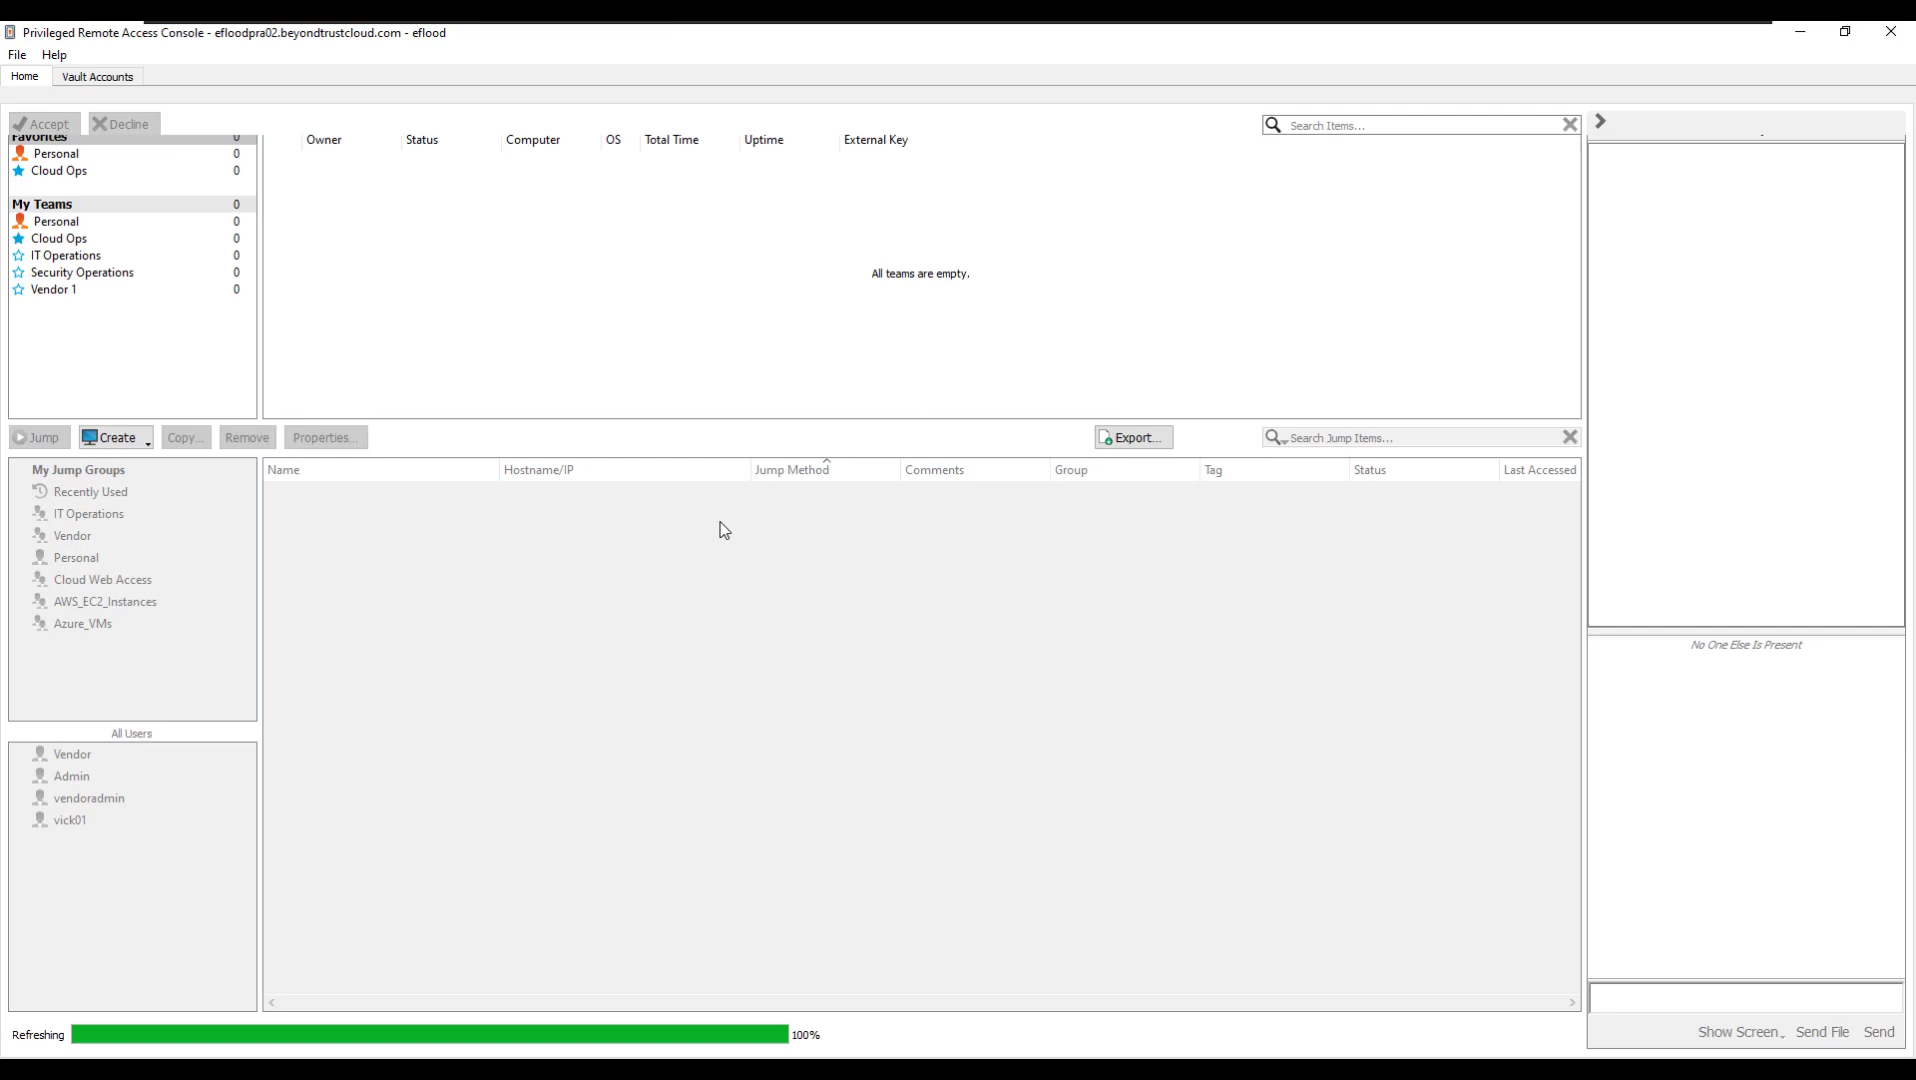 Privileged Remote Access Console - efloodpra02.beyondtrustcloud.com - eflood
File Help
Home Vault Accounts
Accept Decline
Search Items...
Favorites 0
Personal 0
Cloud Ops 0
My Teams 0
Personal 0
Cloud Ops 0
IT Operations 0
Security Operations 0
Vendor 1 0
Owner Status Computer OS Total Time Uptime External Key
All teams are empty.
Jump Create Copy... Remove Properties... Export... Search Jump Items...
My Jump Groups
Recently Used
IT Operations
Vendor
Personal
Cloud Web Access
AWS_EC2_Instances
Azure_VMs
Name Hostname/IP Jump Method Comments Group Tag Status Last Accessed
All Users
Vendor
Admin
vendoradmin
vick01
No One Else Is Present
Show Screen Send File Send
Refreshing 100%